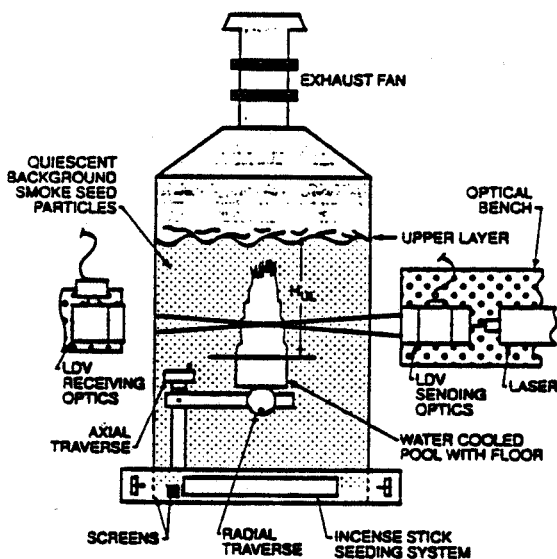 EXHAUST FAN
QUIESCENT
BACKGROUND
SMOKE SEED
PARTICLES
OPTICAL
BENCH
UPPER LAYER
H_UL
LDV
RECEIVING
OPTICS
LDV
SENDING
OPTICS
LASER
AXIAL
TRAVERSE
WATER COOLED
POOL WITH FLOOR
SCREENS
RADIAL
TRAVERSE
INCENSE STICK
SEEDING SYSTEM